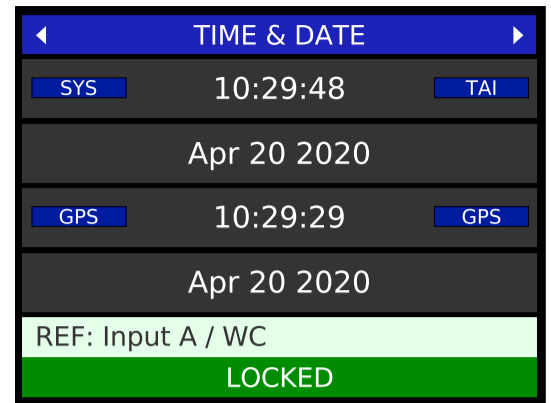 TIME & DATE
SYS 10:29:48 TAI
Apr 20 2020
GPS 10:29:29 GPS
Apr 20 2020
REF: Input A / WC
LOCKED